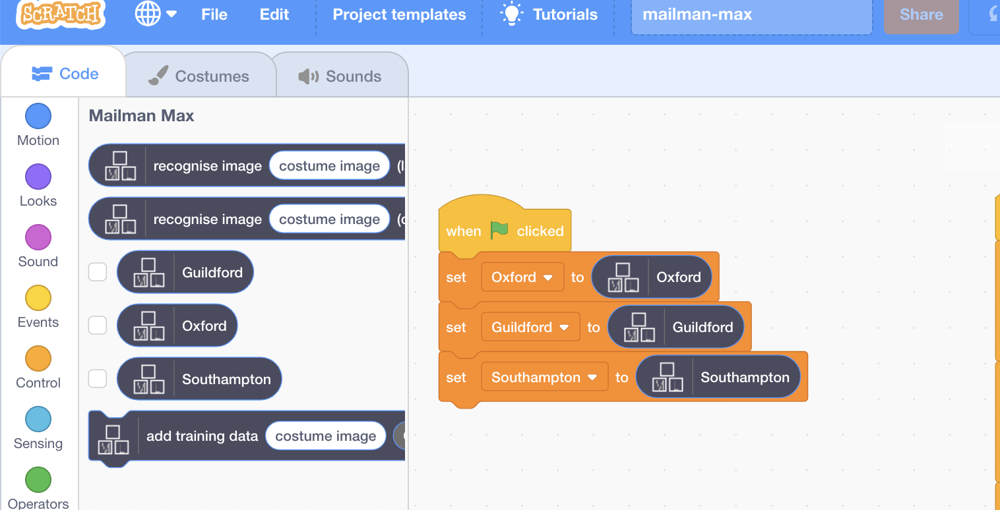 SCRATCH File Edit Project templates Tutorials mailman-max Share
Code Costumes Sounds
Mailman Max
Motion
Looks
Sound
Events
Control
Sensing
Operators
recognise image costume image
recognise image costume image
Guildford
Oxford
Southampton
add training data costume image
when clicked
set Oxford to Oxford
set Guildford to Guildford
set Southampton to Southampton